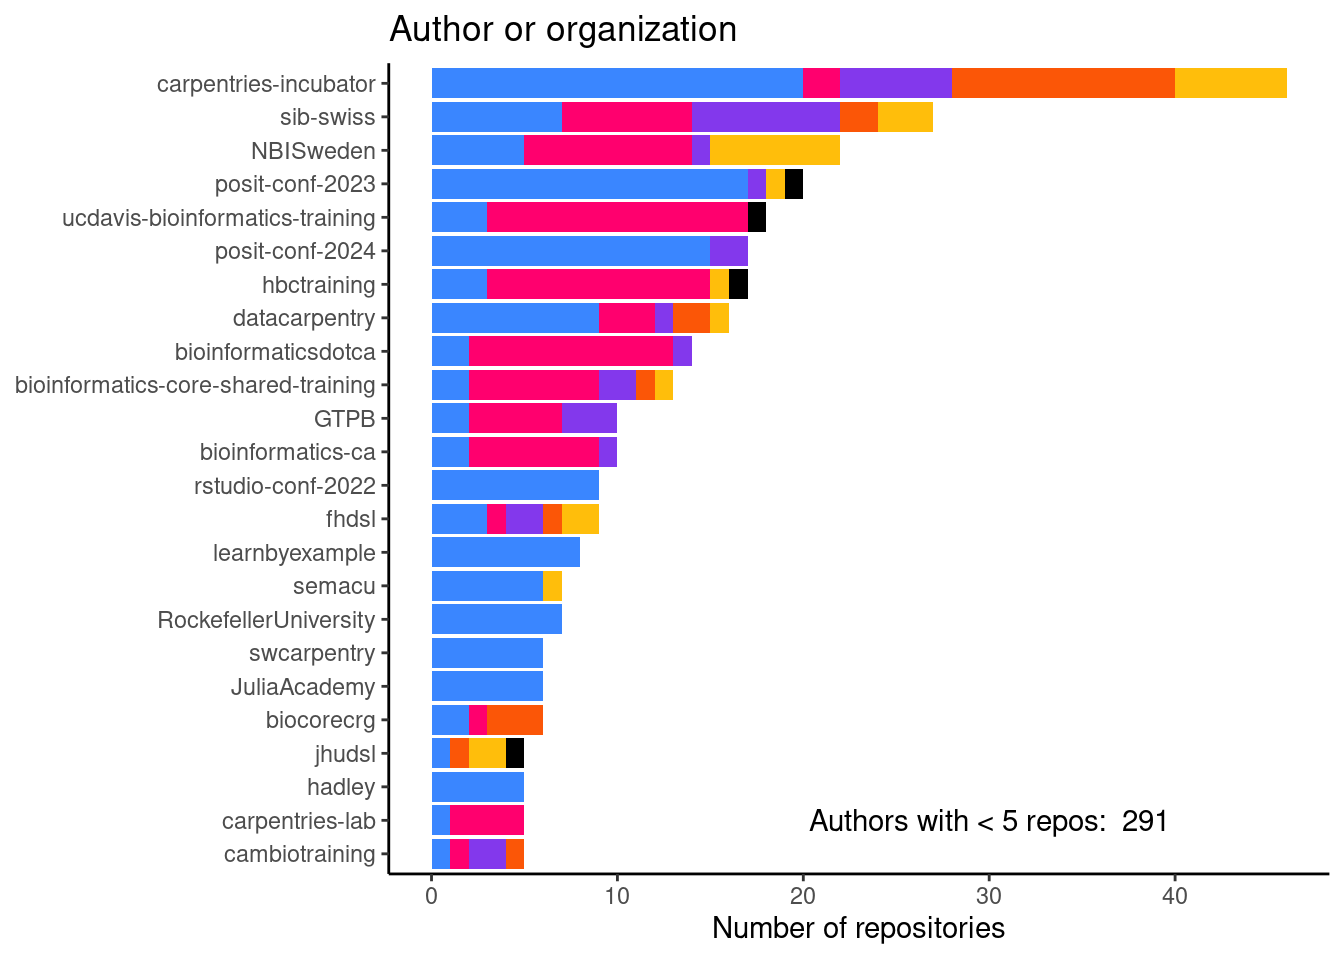 Author or organization
carpentries-incubator
sib-swiss
NBISweden
posit-conf-2023
ucdavis-bioinformatics-training
posit-conf-2024
hbctraining
datacarpentry
bioinformaticsdotca
bioinformatics-core-shared-training
GTPB
bioinformatics-ca
rstudio-conf-2022
fhdsl
learnbyexample
semacu
RockefellerUniversity
swcarpentry
JuliaAcademy
biocorecrg
jhudsl
hadley
carpentries-lab
Authors with < 5 repos: 291
cambiotraining
0 10 20 30 40
Number of repositories